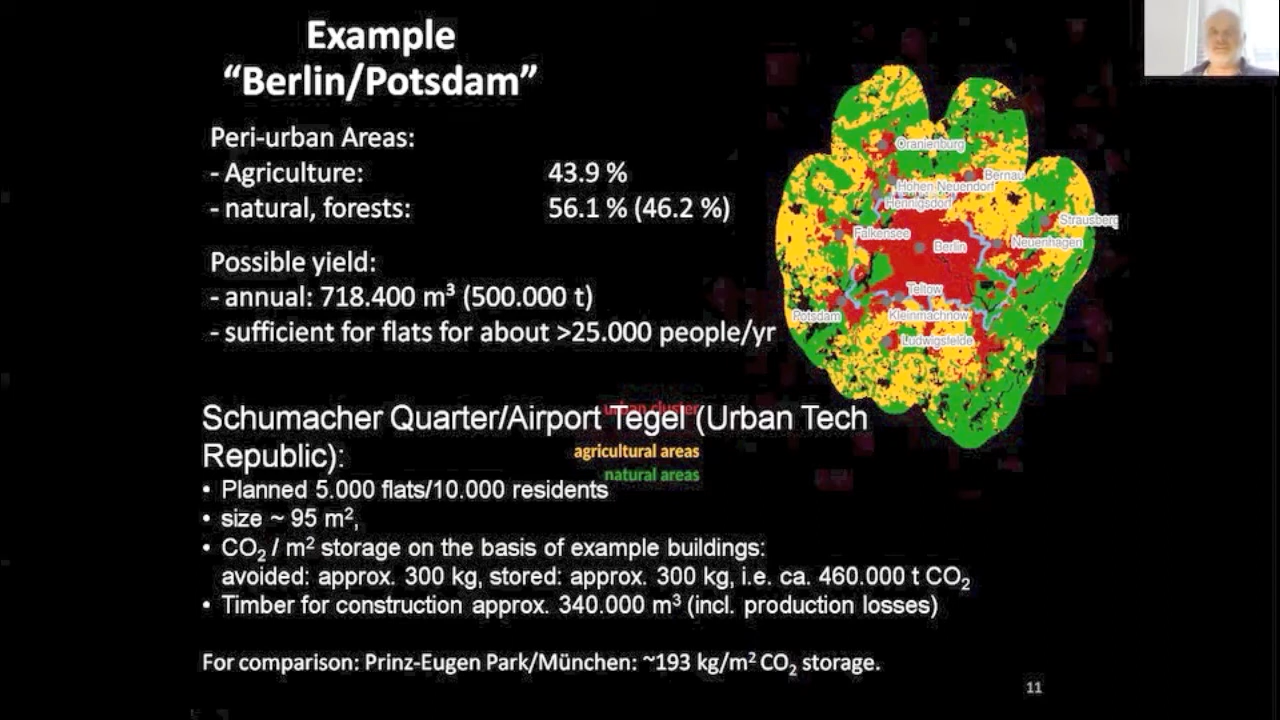 Example
“Berlin/Potsdam”
Peri-urban Areas:
- Agriculture: 43.9 %
- natural, forests: 56.1 % (46.2 %)
Possible yield:
- annual: 718.400 m³ (500.000 t)
- sufficient for flats for about >25.000 people/yr
Oranienburg
Bernau
Hohen Neuendorf
Hennigsdorf
Strausberg
Falkensee
Neuenhagen
Berlin
Teltow
Potsdam
Kleinmachnow
Ludwigsfelde
urban cluster
agricultural areas
natural areas
Schumacher Quarter/Airport Tegel (Urban Tech
Republic):
• Planned 5.000 flats/10.000 residents
• size ~ 95 m²,
• CO₂ / m² storage on the basis of example buildings:
avoided: approx. 300 kg, stored: approx. 300 kg, i.e. ca. 460.000 t CO₂
• Timber for construction approx. 340.000 m³ (incl. production losses)
For comparison: Prinz-Eugen Park/München: ~193 kg/m² CO₂ storage.
11